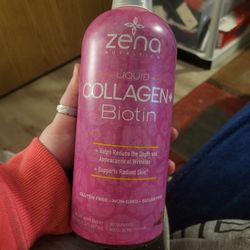 zena
NUTRITION
LIQUID
COLLAGEN+
Biotin
+ Helps Reduce the Depth and
Appearance of Wrinkles*
+ Supports Radiant Skin*
GLUTEN FREE - NON-GMO - SUGAR FREE